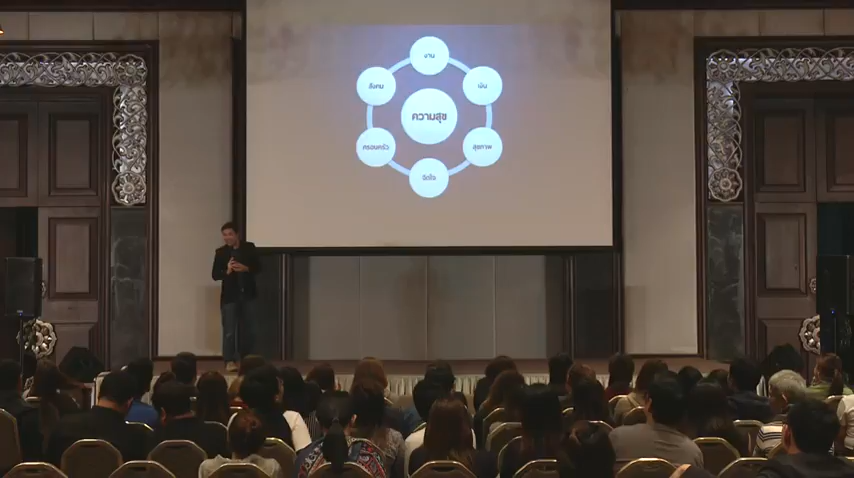 งาน
เงิน
สุขภาพ
จิตใจ
ครอบครัว
สังคม
ความสุข